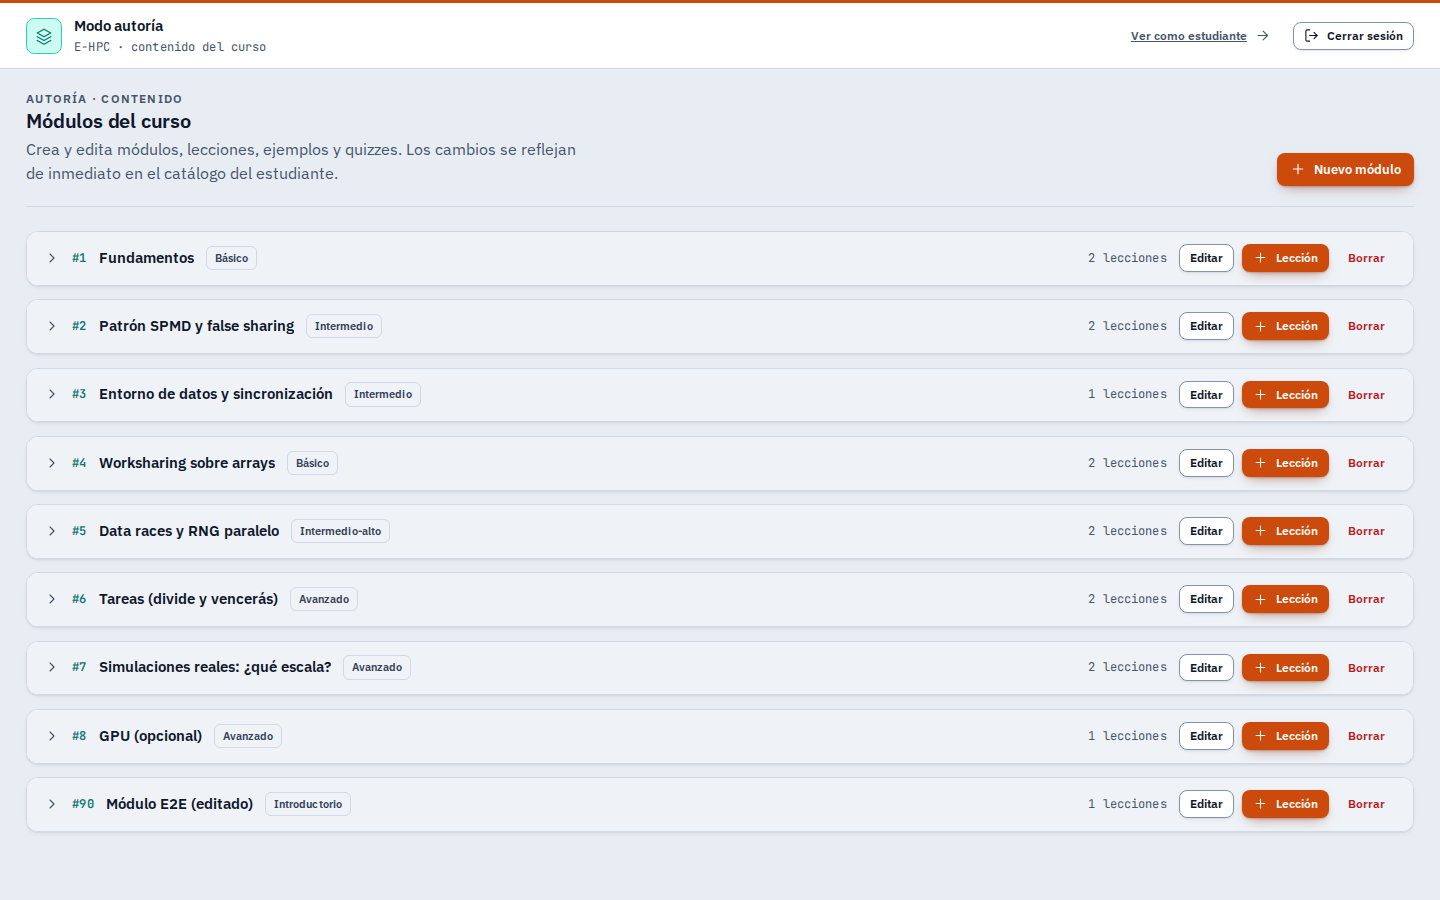 Modo autoría
E-HPC · contenido del curso
Ver como estudiante
Cerrar sesión
AUTORÍA · CONTENIDO
Módulos del curso
Crea y edita módulos, lecciones, ejemplos y quizzes. Los cambios se reflejan
de inmediato en el catálogo del estudiante.
Nuevo módulo
#1 Fundamentos Básico 2 lecciones Editar Lección Borrar
#2 Patrón SPMD y false sharing Intermedio 2 lecciones Editar Lección Borrar
#3 Entorno de datos y sincronización Intermedio 1 lecciones Editar Lección Borrar
#4 Worksharing sobre arrays Básico 2 lecciones Editar Lección Borrar
#5 Data races y RNG paralelo Intermedio-alto 2 lecciones Editar Lección Borrar
#6 Tareas (divide y vencerás) Avanzado 2 lecciones Editar Lección Borrar
#7 Simulaciones reales: ¿qué escala? Avanzado 2 lecciones Editar Lección Borrar
#8 GPU (opcional) Avanzado 1 lecciones Editar Lección Borrar
#90 Módulo E2E (editado) Introductorio 1 lecciones Editar Lección Borrar